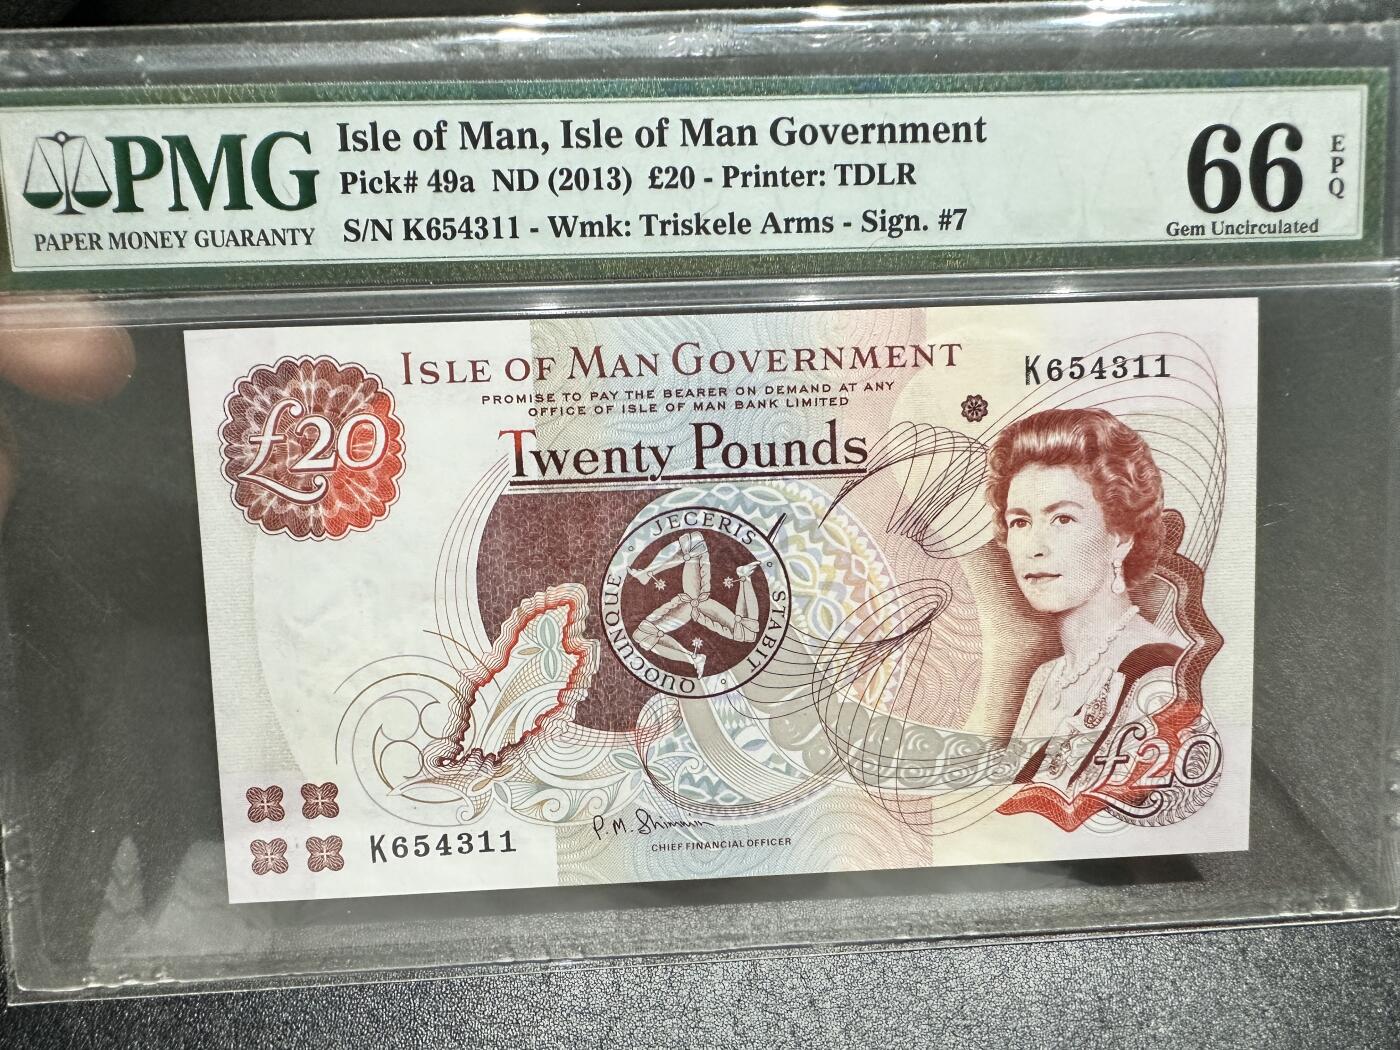 PMG
PAPER MONEY GUARANTY
Isle of Man, Isle of Man Government
Pick# 49a ND (2013) £20 - Printer: TDLR
S/N K654311 - Wmk: Triskele Arms - Sign. #7
66
EPQ
Gem Uncirculated
£20
ISLE OF MAN GOVERNMENT
PROMISE TO PAY THE BEARER ON DEMAND AT ANY
OFFICE OF ISLE OF MAN BANK LIMITED
Twenty Pounds
K654311
QUOCUNQUE JECERIS STABIT
£20
K654311
P. M. Shimmin
CHIEF FINANCIAL OFFICER